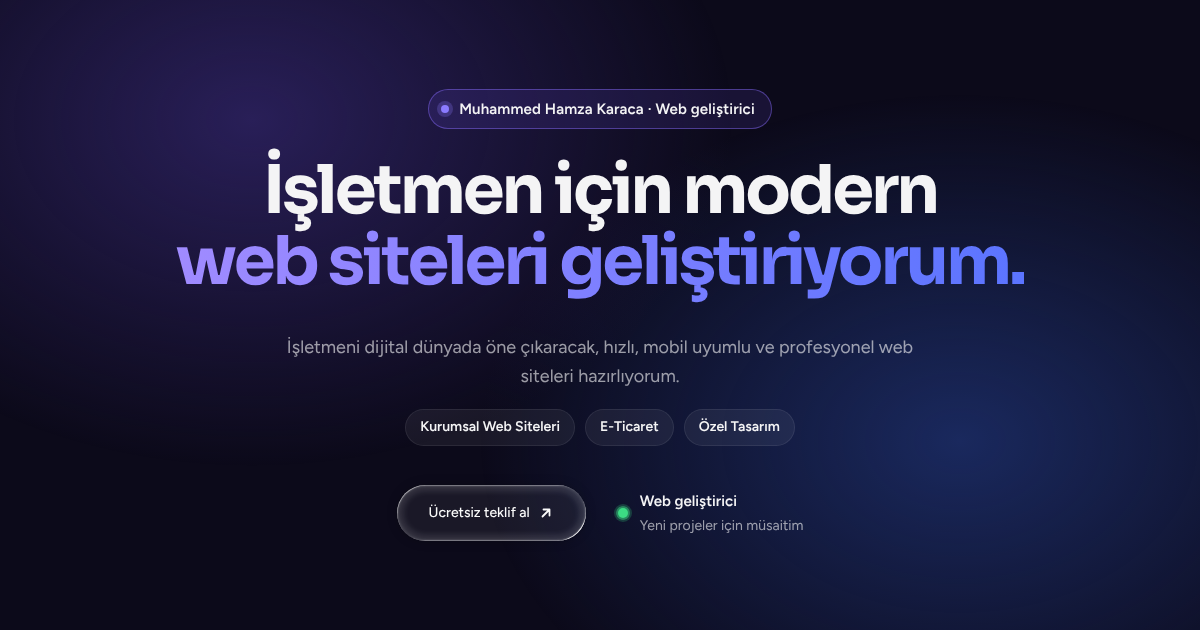 Muhammed Hamza Karaca · Web geliştirici
İşletmen için modern
web siteleri geliştiriyorum.
İşletmeni dijital dünyada öne çıkaracak, hızlı, mobil uyumlu ve profesyonel web
siteleri hazırlıyorum.
Kurumsal Web Siteleri
E-Ticaret
Özel Tasarım
Ücretsiz teklif al
Web geliştirici
Yeni projeler için müsaitim